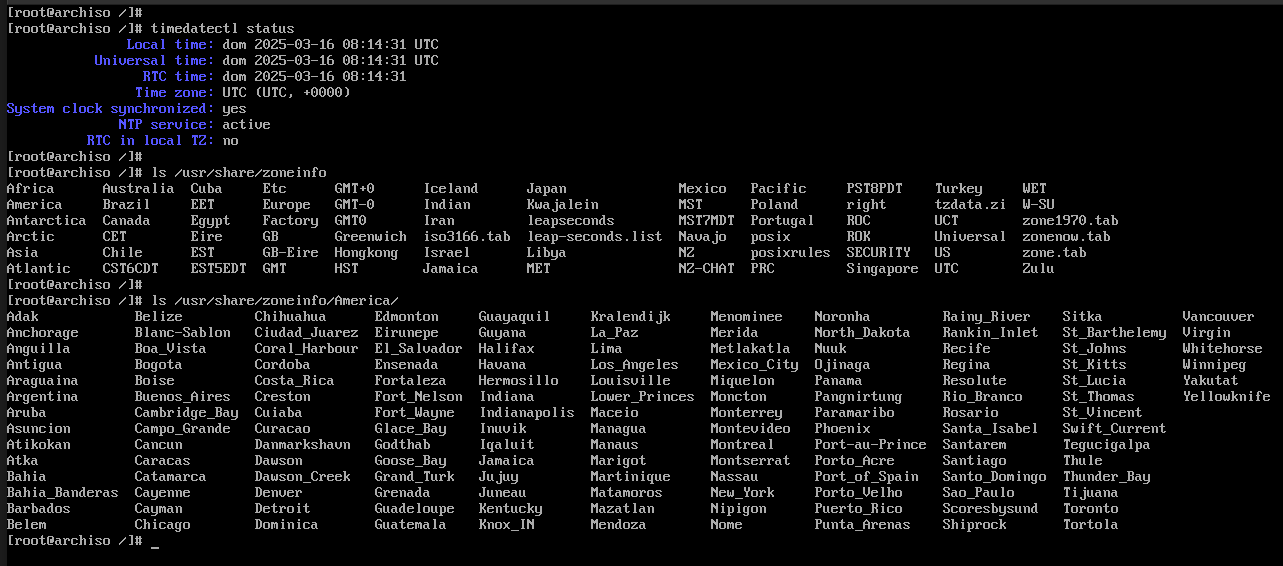 [root@archiso /]#
[root@archiso /]# timedatectl status
Local time: dom 2025-03-16 08:14:31 UTC
Universal time: dom 2025-03-16 08:14:31 UTC
RTC time: dom 2025-03-16 08:14:31
Time zone: UTC (UTC, +0000)
System clock synchronized: yes
NTP service: active
RTC in local TZ: no
[root@archiso /]#
[root@archiso /]# ls /usr/share/zoneinfo
Africa Australia Cuba Etc GMT+0 Iceland Japan Mexico Pacific PST8PDT Turkey WET
America Brazil EET Europe GMT-0 Indian Kwajalein MST Poland right tzdata.zi W-SU
Antarctica Canada Egypt Factory GMT0 Iran leapseconds MST7MDT Portugal ROC UCT zone1970.tab
Arctic CET Eire GB Greenwich iso3166.tab leap-seconds.list Navajo posix ROK Universal zonenow.tab
Asia Chile EST GB-Eire Hongkong Israel Libya NZ posixrules SECURITY US zone.tab
Atlantic CST6CDT EST5EDT GMT HST Jamaica MET NZ-CHAT PRC Singapore UTC Zulu
[root@archiso /]#
[root@archiso /]# ls /usr/share/zoneinfo/America/
Adak Belize Chihuahua Edmonton Guayaquil Kralendijk Menominee Noronha Rainy_River Sitka Vancouver
Anchorage Blanc-Sablon Ciudad_Juarez Eirunepe Guyana La_Paz Merida North_Dakota Rankin_Inlet St_Barthelemy Virgin
Anguilla Boa_Vista Coral_Harbour El_Salvador Halifax Lima Metlakatla Nuuk Recife St_Johns Whitehorse
Antigua Bogota Cordoba Ensenada Havana Los_Angeles Mexico_City Ojinaga Regina St_Kitts Winnipeg
Araguaina Boise Costa_Rica Fortaleza Hermosillo Louisville Miquelon Panama Resolute St_Lucia Yakutat
Argentina Buenos_Aires Creston Fort_Nelson Indiana Lower_Princes Moncton Pangnirtung Rio_Branco St_Thomas Yellowknife
Aruba Cambridge_Bay Cuiaba Fort_Wayne Indianapolis Maceio Monterrey Paramaribo Rosario St_Vincent
Asuncion Campo_Grande Curacao Glace_Bay Inuvik Managua Montevideo Phoenix Santa_Isabel Swift_Current
Atikokan Cancun Danmarkshavn Godthab Iqaluit Manaus Montreal Port-au-Prince Santarem Tegucigalpa
Atka Caracas Dawson Goose_Bay Jamaica Marigot Montserrat Porto_Acre Santiago Thule
Bahia Catamarca Dawson_Creek Grand_Turk Jujuy Martinique Nassau Port_of_Spain Santo_Domingo Thunder_Bay
Bahia_Banderas Cayenne Denver Grenada Juneau Matamoros New_York Porto_Velho Sao_Paulo Tijuana
Barbados Cayman Detroit Guadeloupe Kentucky Mazatlan Nipigon Puerto_Rico Scoresbysund Toronto
Belem Chicago Dominica Guatemala Knox_IN Mendoza Nome Punta_Arenas Shiprock Tortola
[root@archiso /]# _